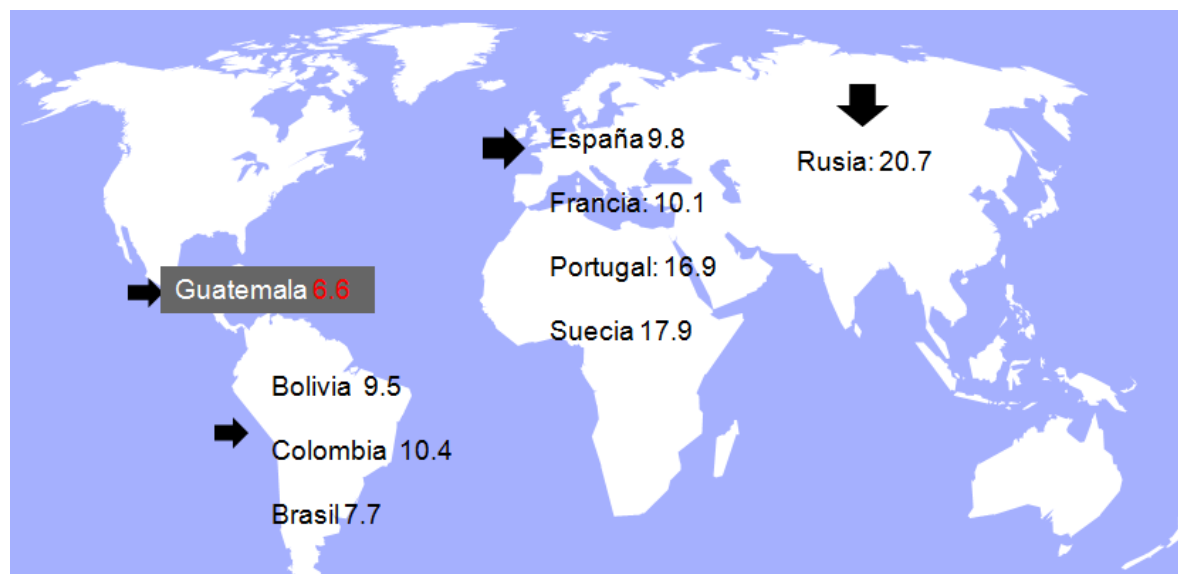 España 9.8
Rusia: 20.7
Francia: 10.1
Portugal: 16.9
Guatemala 6.6
Suecia 17.9
Bolivia 9.5
Colombia 10.4
Brasil 7.7